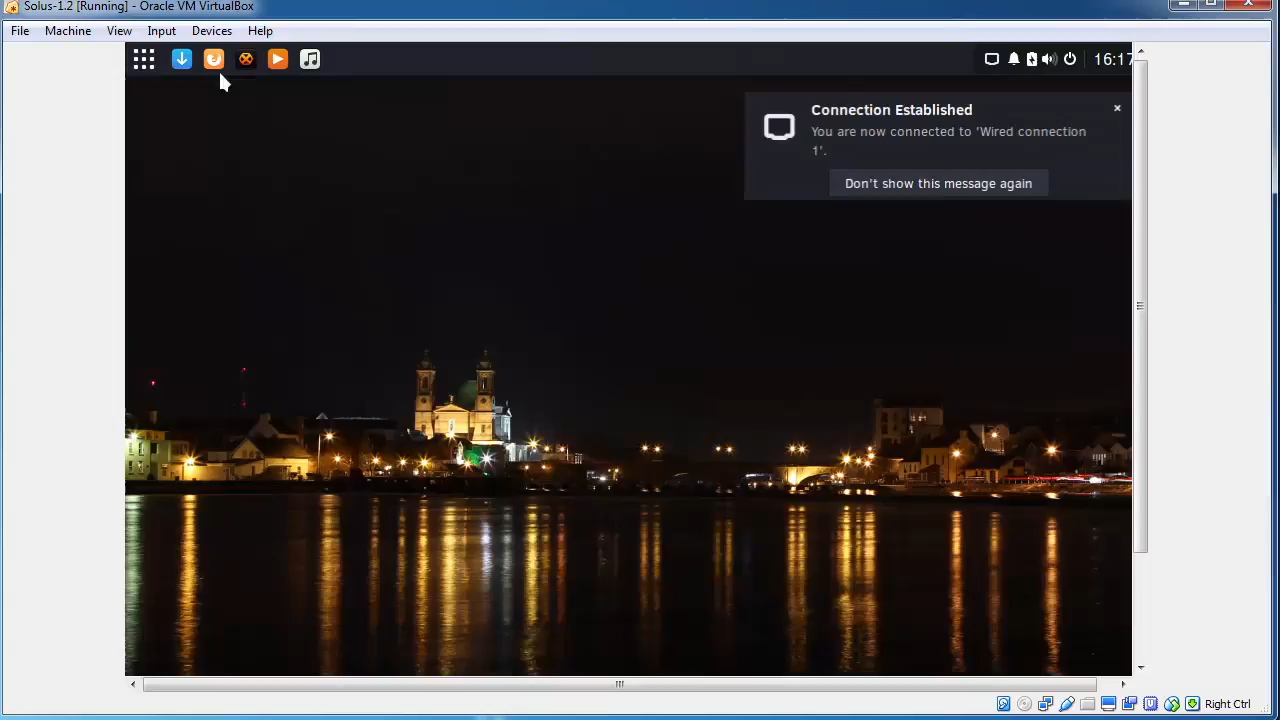 Solus-1.2 [Running] - Oracle VM VirtualBox
File Machine View Input Devices Help
16:17
Connection Established
You are now connected to 'Wired connection
1'.
Don't show this message again
Right Ctrl